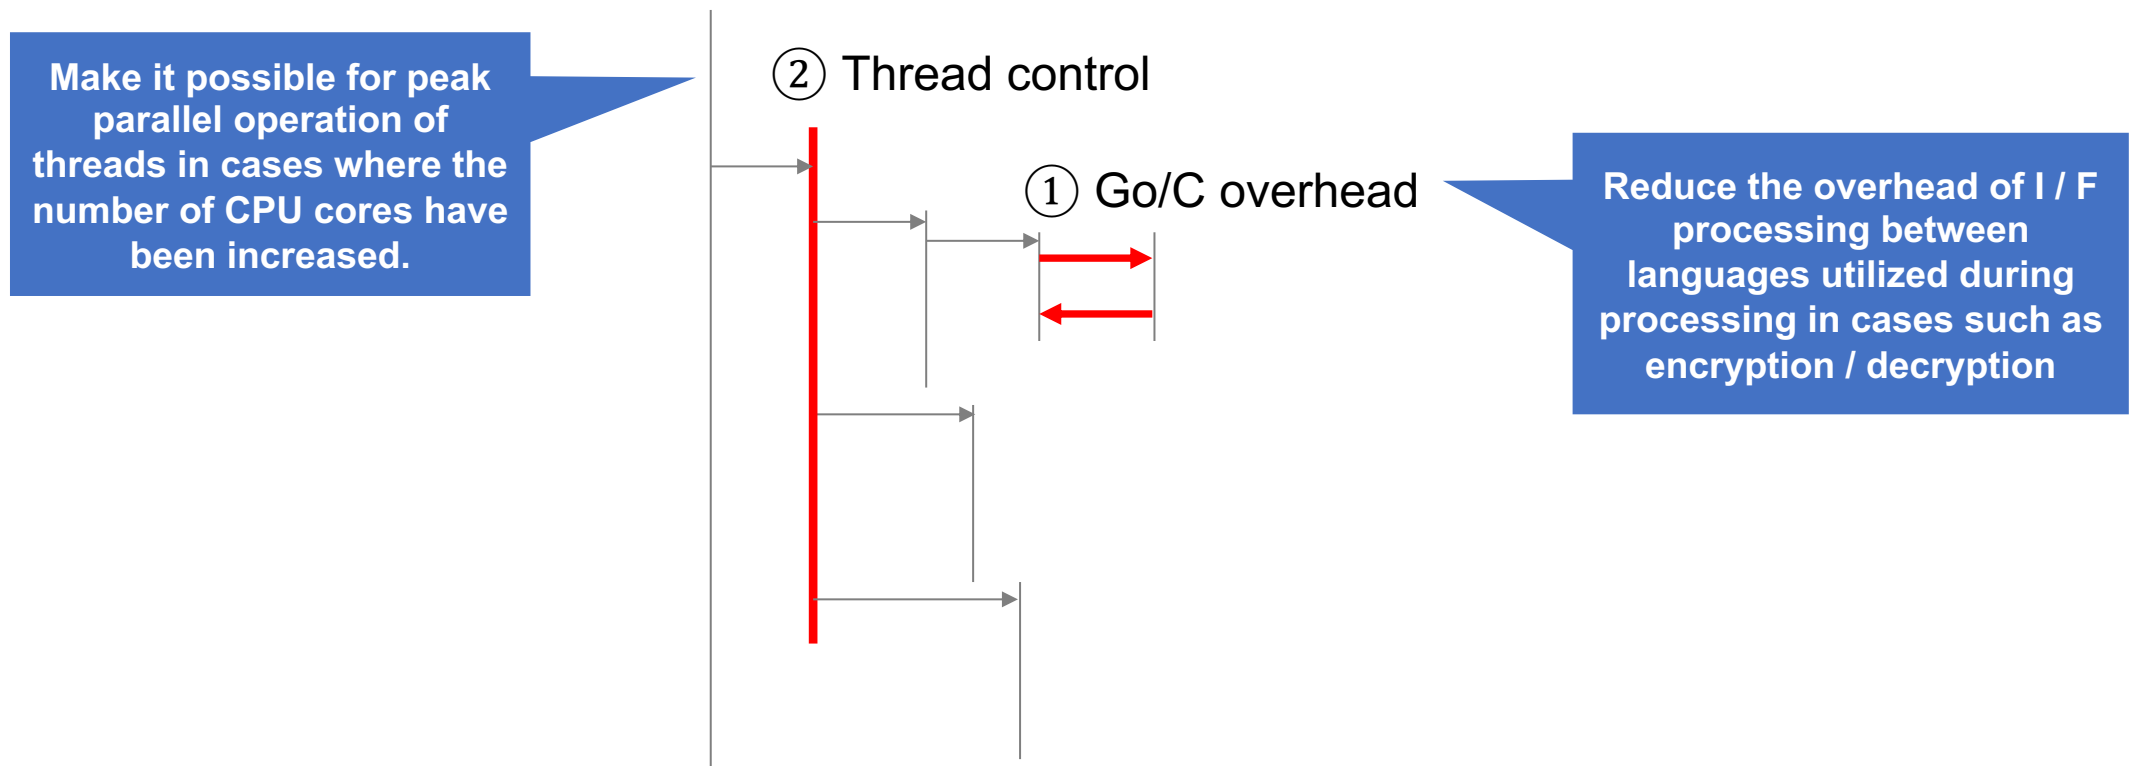 Make it possible for peak
parallel operation of
threads in cases where the
number of CPU cores have
been increased.
② Thread control
① Go/C overhead
Reduce the overhead of I / F
processing between
languages utilized during
processing in cases such as
encryption / decryption